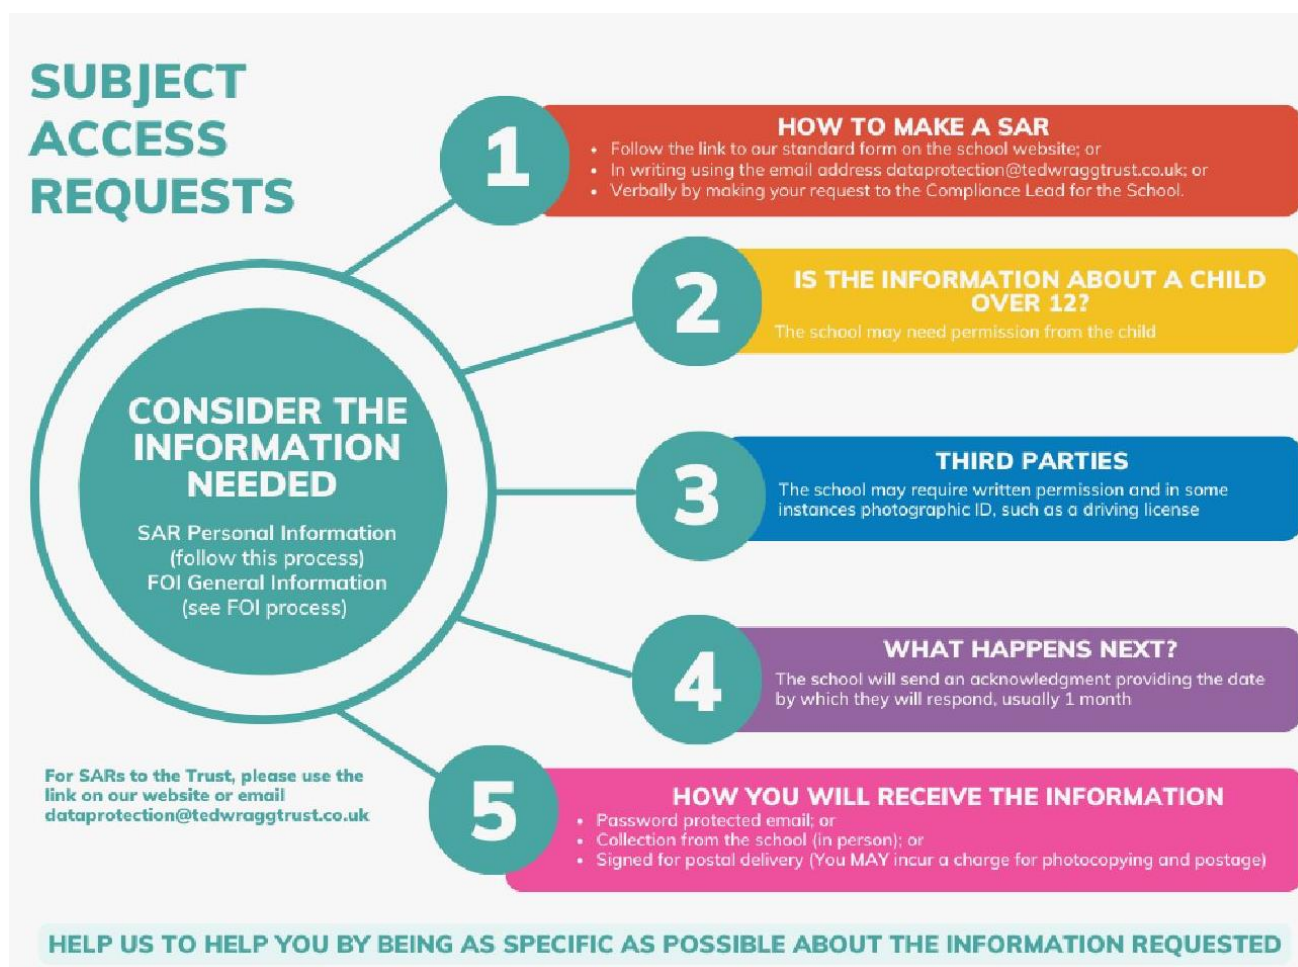 SUBJECT
ACCESS
REQUESTS
CONSIDER THE
INFORMATION
NEEDED
SAR Personal Information
(follow this process)
FOI General Information
(see FOI process)
1
HOW TO MAKE A SAR
• Follow the link to our standard form on the school website; or
• In writing using the email address dataprotection@tedwraggtrust.co.uk; or
• Verbally by making your request to the Compliance Lead for the School.
2
IS THE INFORMATION ABOUT A CHILD
OVER 12?
The school may need permission from the child
3
THIRD PARTIES
The school may require written permission and in some
instances photographic ID, such as a driving license
4
WHAT HAPPENS NEXT?
The school will send an acknowledgment providing the date
by which they will respond, usually 1 month
5
HOW YOU WILL RECEIVE THE INFORMATION
• Password protected email; or
• Collection from the school (in person); or
• Signed for postal delivery (You MAY incur a charge for photocopying and postage)
For SARs to the Trust, please use the
link on our website or email
dataprotection@tedwraggtrust.co.uk
HELP US TO HELP YOU BY BEING AS SPECIFIC AS POSSIBLE ABOUT THE INFORMATION REQUESTED